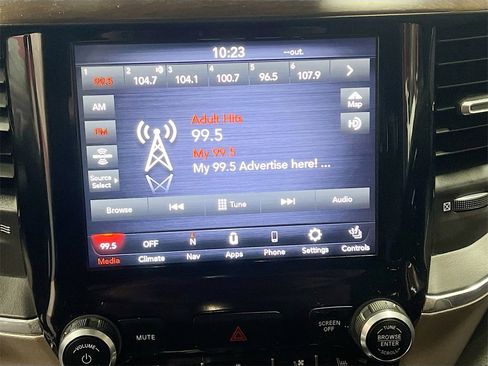 10:23 --out.
1 2 3 4 5 6
99.5 104.7 104.1 100.7 96.5 107.9
AM
FM
Source
Select
Adult Hits
99.5
My 99.5
My 99.5 Advertise here! ...
Map
HD
Browse Tune Audio
99.5 OFF N
Media Climate Nav Apps Phone Settings Controls
VOLUME
MUTE
SCREEN
OFF
TUNE
BROWSE
ENTER
SCROLL